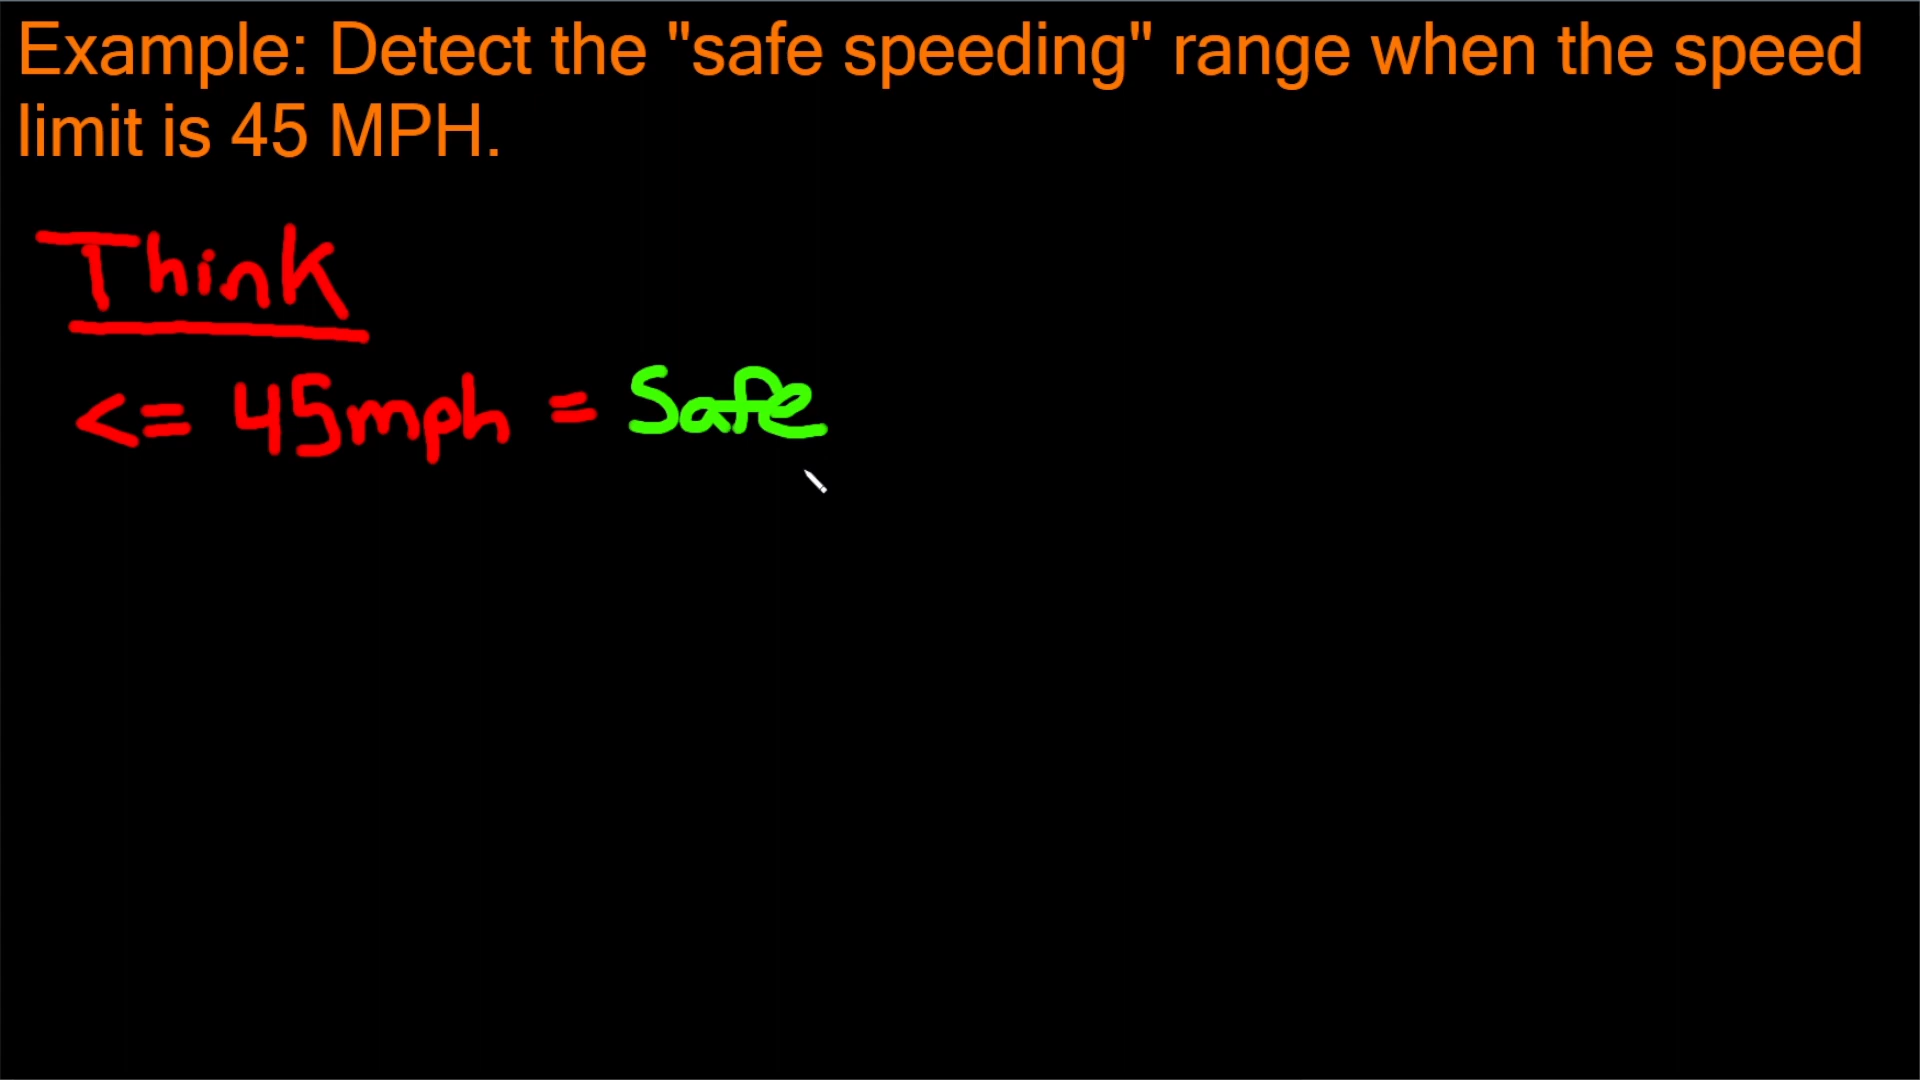 Example: Detect the "safe speeding" range when the speed
limit is 45 MPH.
Think
<= 45mph = Safe